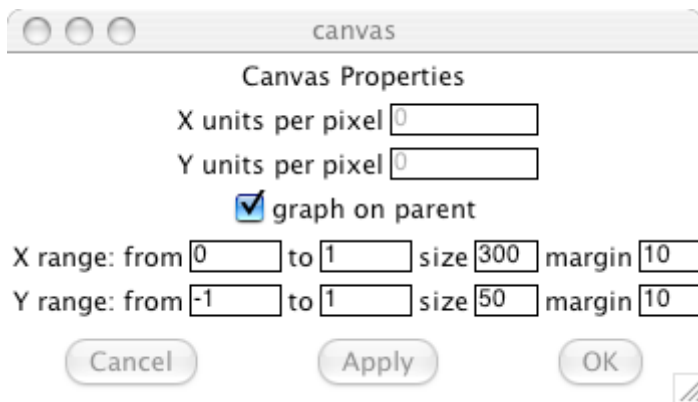 canvas
Canvas Properties
X units per pixel 0
Y units per pixel 0
graph on parent
X range: from 0 to 1 size 300 margin 10
Y range: from -1 to 1 size 50 margin 10
Cancel Apply OK